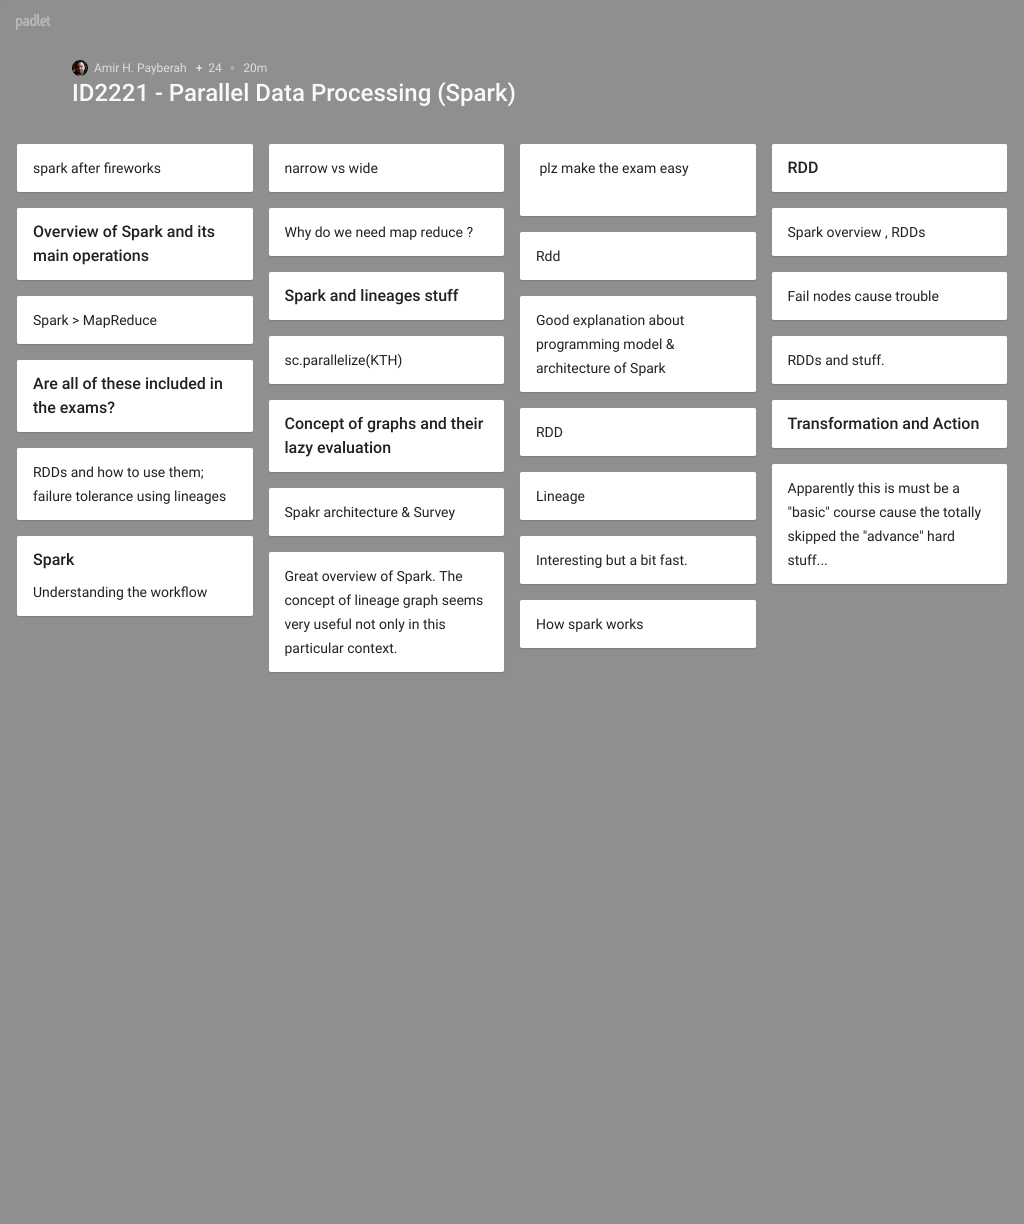 padlet
Amir H. Payberah + 24 • 20m
ID2221 - Parallel Data Processing (Spark)
spark after fireworks
Overview of Spark and its
main operations
Spark > MapReduce
Are all of these included in
the exams?
RDDs and how to use them;
failure tolerance using lineages
Spark
Understanding the workflow
narrow vs wide
Why do we need map reduce ?
Spark and lineages stuff
sc.parallelize(KTH)
Concept of graphs and their
lazy evaluation
Spakr architecture & Survey
Great overview of Spark. The
concept of lineage graph seems
very useful not only in this
particular context.
plz make the exam easy
Rdd
Good explanation about
programming model &
architecture of Spark
RDD
Lineage
Interesting but a bit fast.
How spark works
RDD
Spark overview , RDDs
Fail nodes cause trouble
RDDs and stuff.
Transformation and Action
Apparently this is must be a
"basic" course cause the totally
skipped the "advance" hard
stuff...